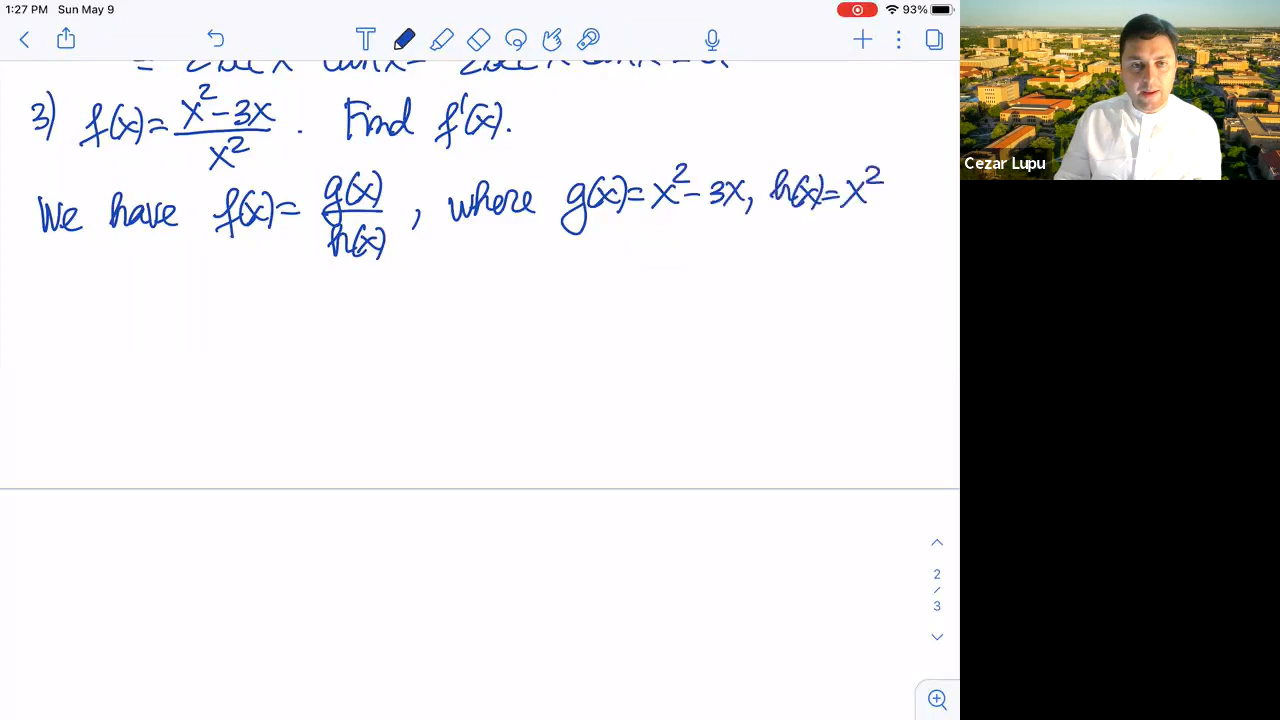 1:27 PM Sun May 9
93%
3) f(x)= x²-3x / x² . Find f'(x).
We have f(x)= g(x) / h(x) , where g(x)=x²-3x, h(x)=x²
Cezar Lupu
2
/
3